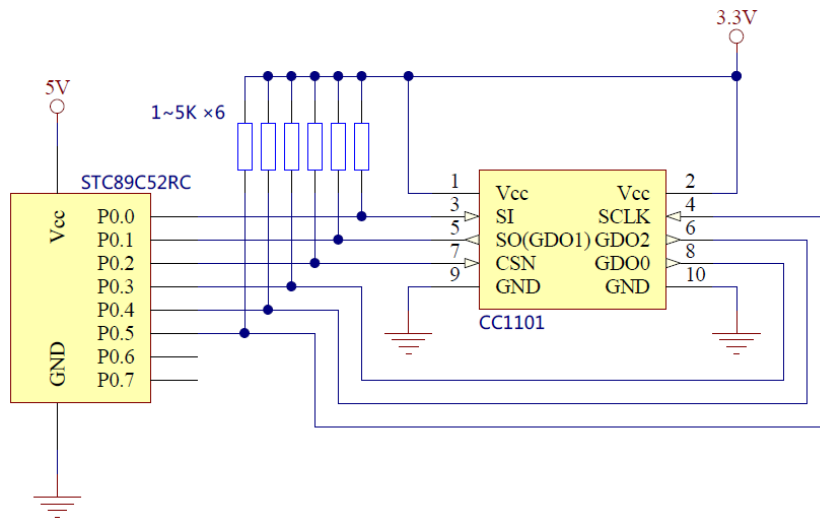 3.3V
5V
1~5K ×6
STC89C52RC
Vcc
GND
P0.0
P0.1
P0.2
P0.3
P0.4
P0.5
P0.6
P0.7
1 Vcc Vcc 2
3 SI SCLK 4
5 SO(GDO1) GDO2 6
7 CSN GDO0 8
9 GND GND 10
CC1101